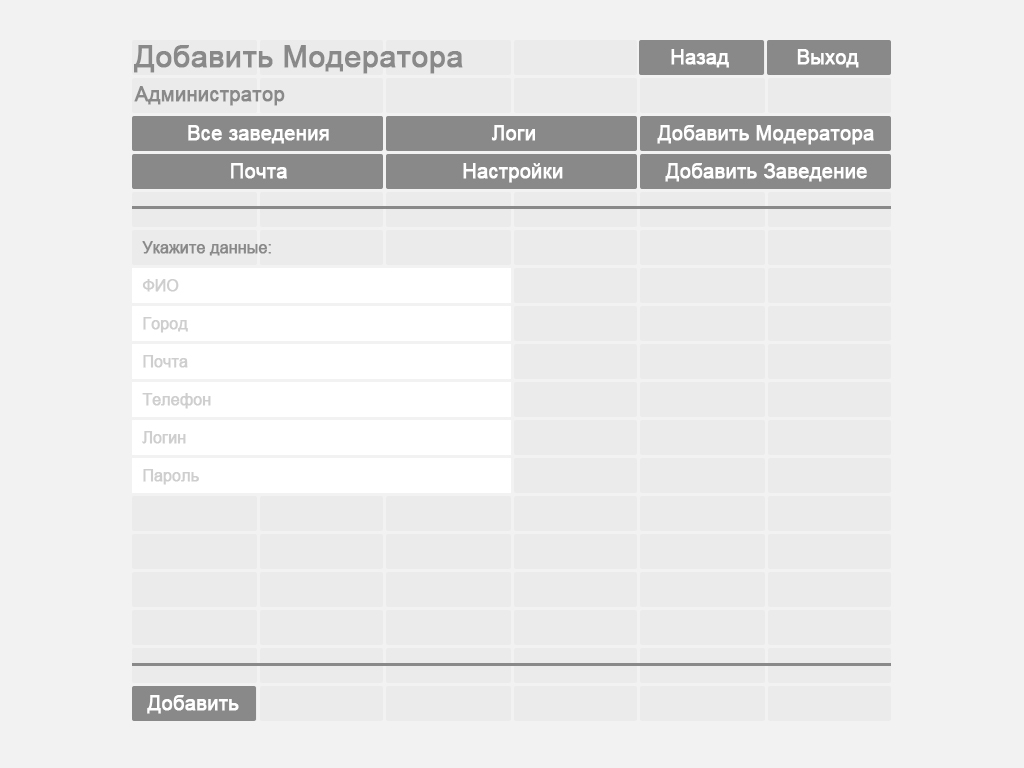 Добавить Модератора
Назад
Выход
Администратор
Все заведения
Логи
Добавить Модератора
Почта
Настройки
Добавить Заведение
Укажите данные:
ФИО
Город
Почта
Телефон
Логин
Пароль
Добавить